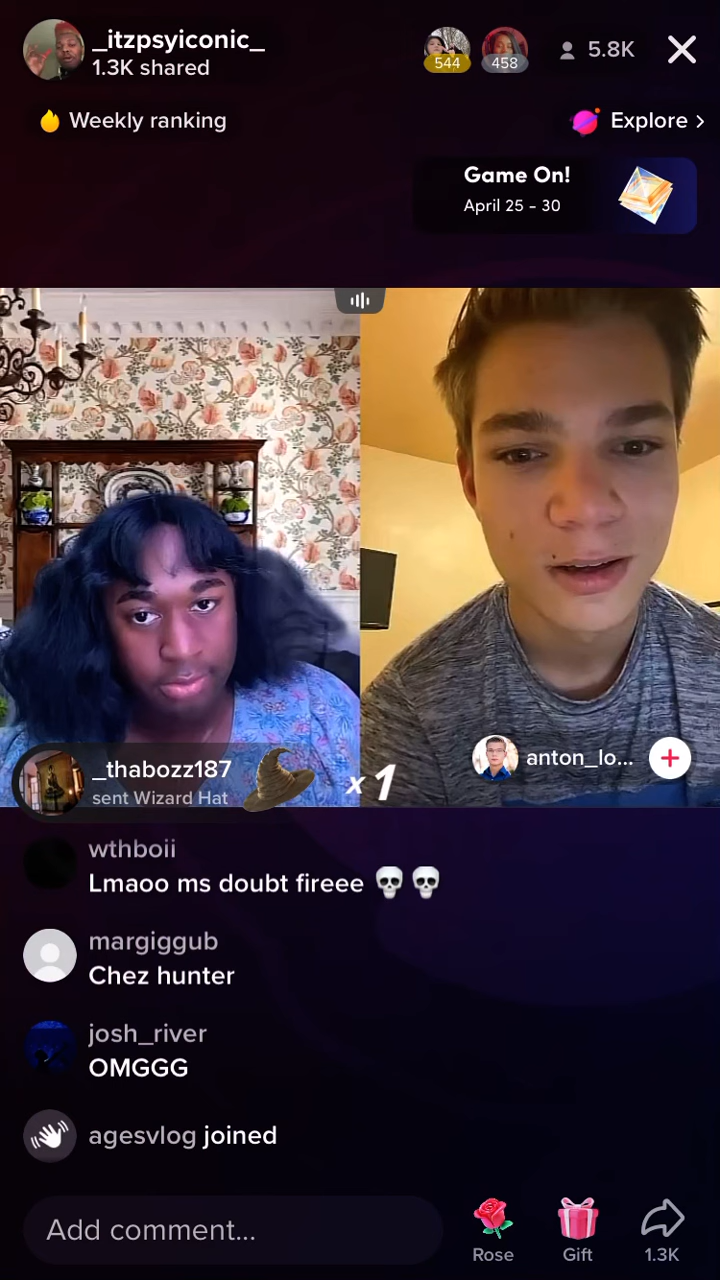 _itzpsyiconic_
1.3K shared
544
458
5.8K
Weekly ranking
Explore
Game On!
April 25 - 30
_thabozz187
sent Wizard Hat
x1
anton_lo...
wthboii
Lmaoo ms doubt fireee 💀💀
margiggub
Chez hunter
josh_river
OMGGG
agesvlog joined
Add comment...
Rose
Gift
1.3K